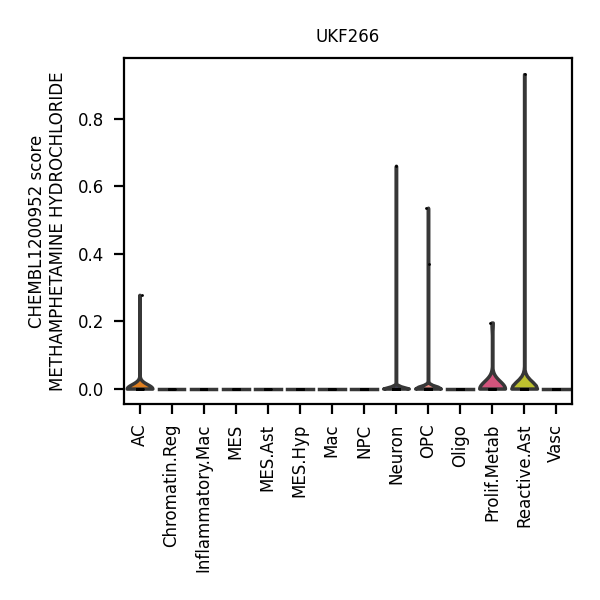 UKF266
CHEMBL1200952 score
METHAMPHETAMINE HYDROCHLORIDE
0.8
0.6
0.4
0.2
0.0
AC
Chromatin.Reg
Inflammatory.Mac
MES
MES.Ast
MES.Hyp
Mac
NPC
Neuron
OPC
Oligo
Prolif.Metab
Reactive.Ast
Vasc